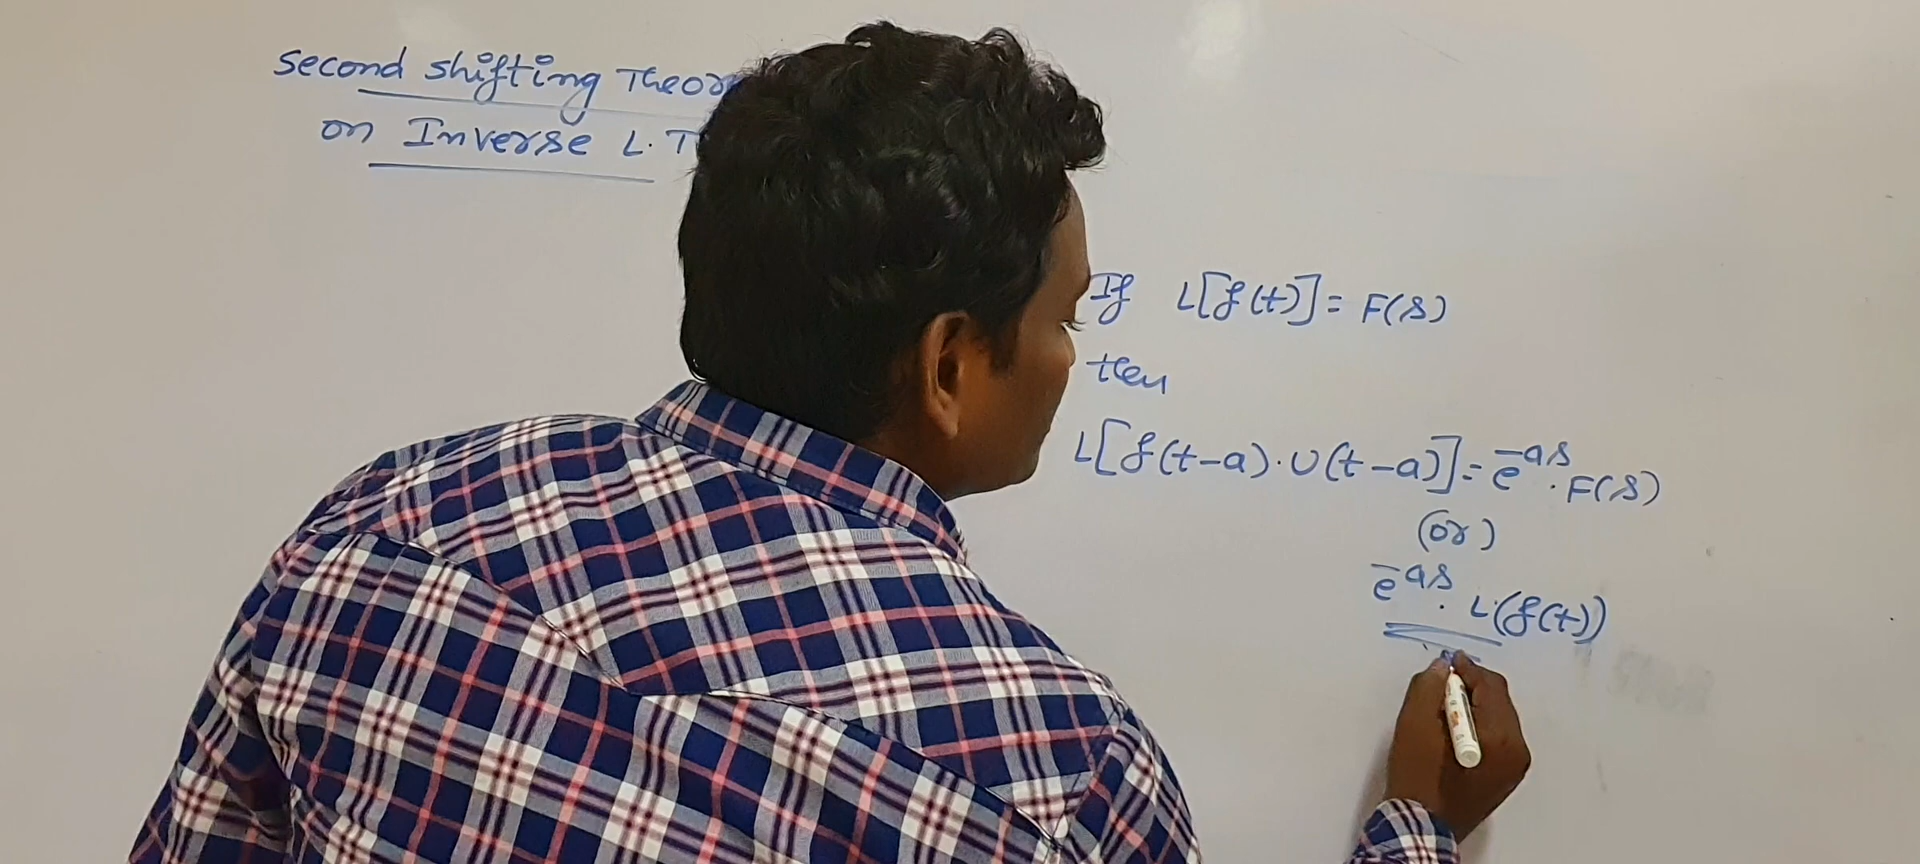 Second shifting Theor
on Inverse L.T
If L[f(t)] = F(s)
then
L[f(t-a).U(t-a)] = e^-as . F(s)
(or)
e^-as . L(f(t))